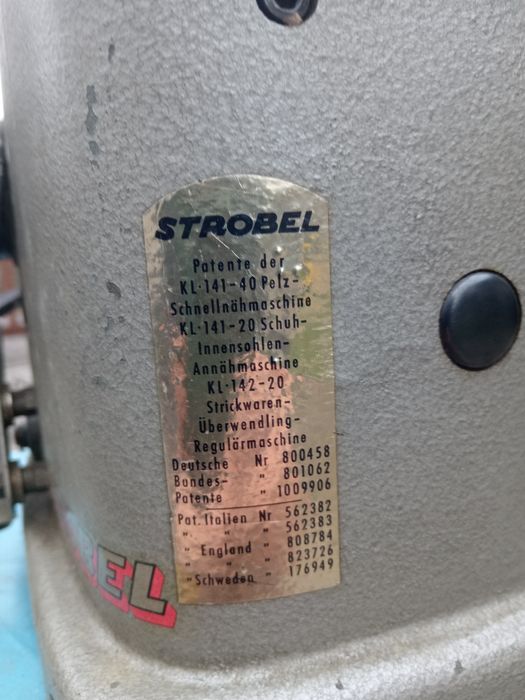 STROBEL
Patente der
KL·141-40 Pelz-
Schnellnähmaschine
KL·141-20 Schuh-
Innensohlen-
Annähmaschine
KL·142-20
Strickwaren-
Überwendling-
Regulärmaschine
Deutsche Nr 800458
Bundes- " 801062
Patente " 1009906
Pat. Italien Nr 562382
" " " 562383
" England " 808784
" " " 823726
" Schweden " 176949
BEL